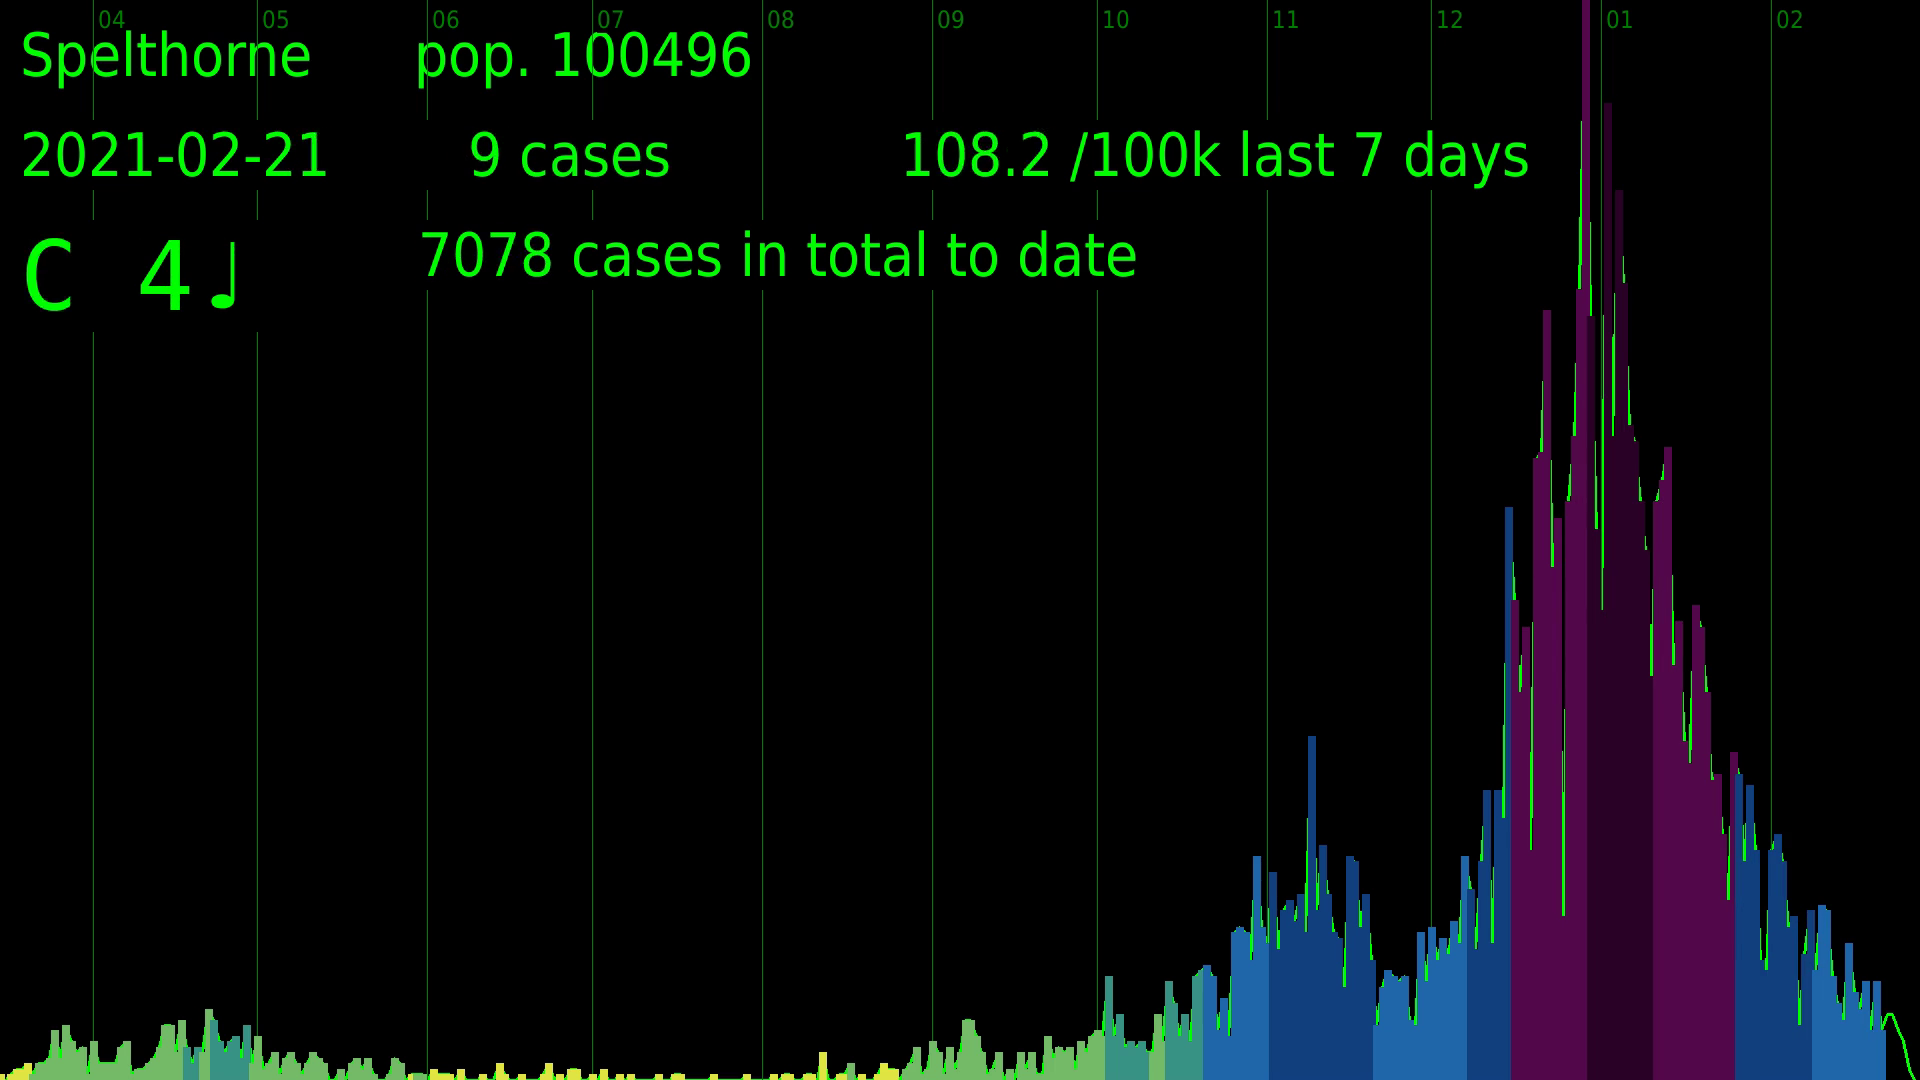 04 05 06 07 08 09 10 11 12 01 02
Spelthorne pop. 100496
2021-02-21 9 cases 108.2 /100k last 7 days
C 4♩ 7078 cases in total to date